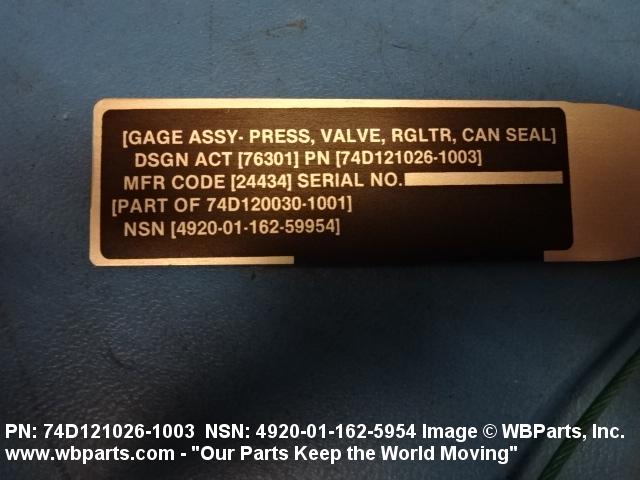 [GAGE ASSY- PRESS, VALVE, RGLTR, CAN SEAL]
DSGN ACT [76301] PN [74D121026-1003]
MFR CODE [24434] SERIAL NO.
[PART OF 74D120030-1001]
NSN [4920-01-162-59954]
PN: 74D121026-1003 NSN: 4920-01-162-5954 Image © WBParts, Inc.
www.wbparts.com - "Our Parts Keep the World Moving"